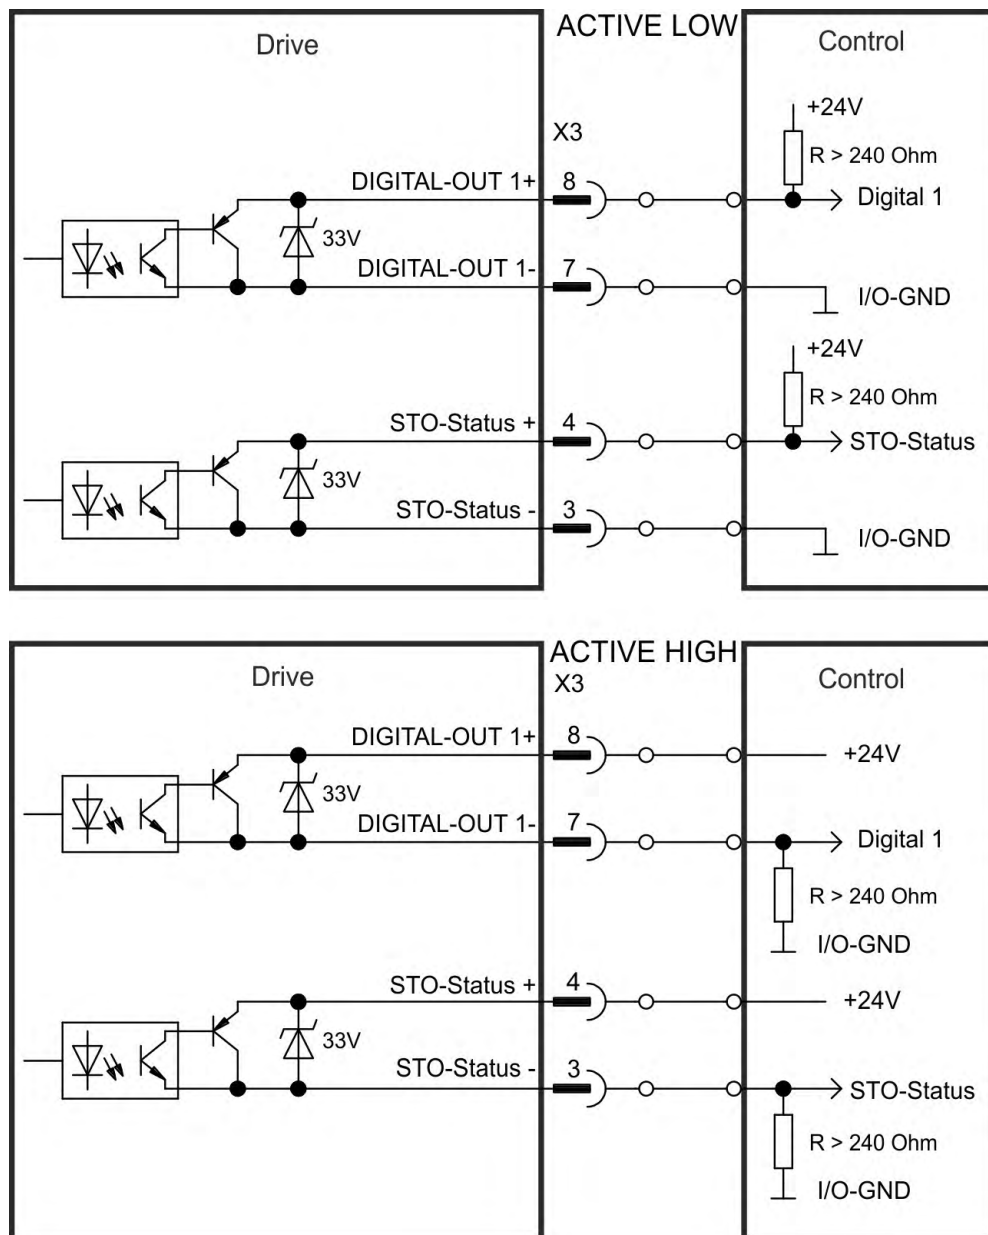 ACTIVE LOW
Drive
Control
+24V
X3
R > 240 Ohm
DIGITAL-OUT 1+
8
Digital 1
33V
DIGITAL-OUT 1-
7
I/O-GND
+24V
R > 240 Ohm
STO-Status +
4
STO-Status
33V
STO-Status -
3
I/O-GND
ACTIVE HIGH
Drive
X3
Control
DIGITAL-OUT 1+
8
+24V
33V
DIGITAL-OUT 1-
7
Digital 1
R > 240 Ohm
I/O-GND
STO-Status +
4
+24V
33V
STO-Status -
3
STO-Status
R > 240 Ohm
I/O-GND